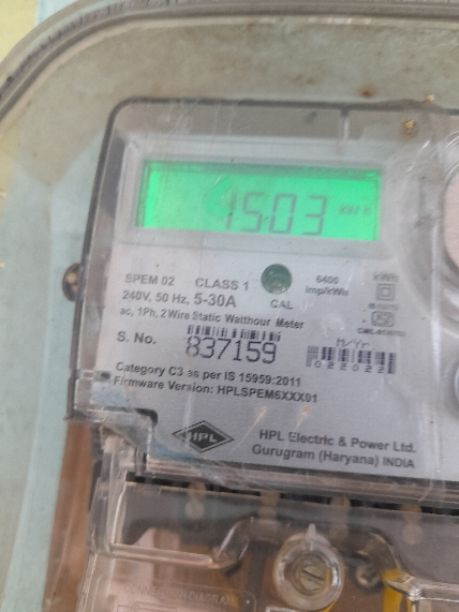 1503 kWh
SPEM 02 CLASS 1 6400 kWh
240V, 50 Hz, 5-30A CAL imp/kWh
ac, 1Ph, 2 Wire Static Watthour Meter
S. No. 837159 M/Yr
022022
Category C3 as per IS 15959:2011
Firmware Version: HPLSPEM6XXX01
HPL HPL Electric & Power Ltd.
Gurugram (Haryana) INDIA
CONNECTION DIAGRAM